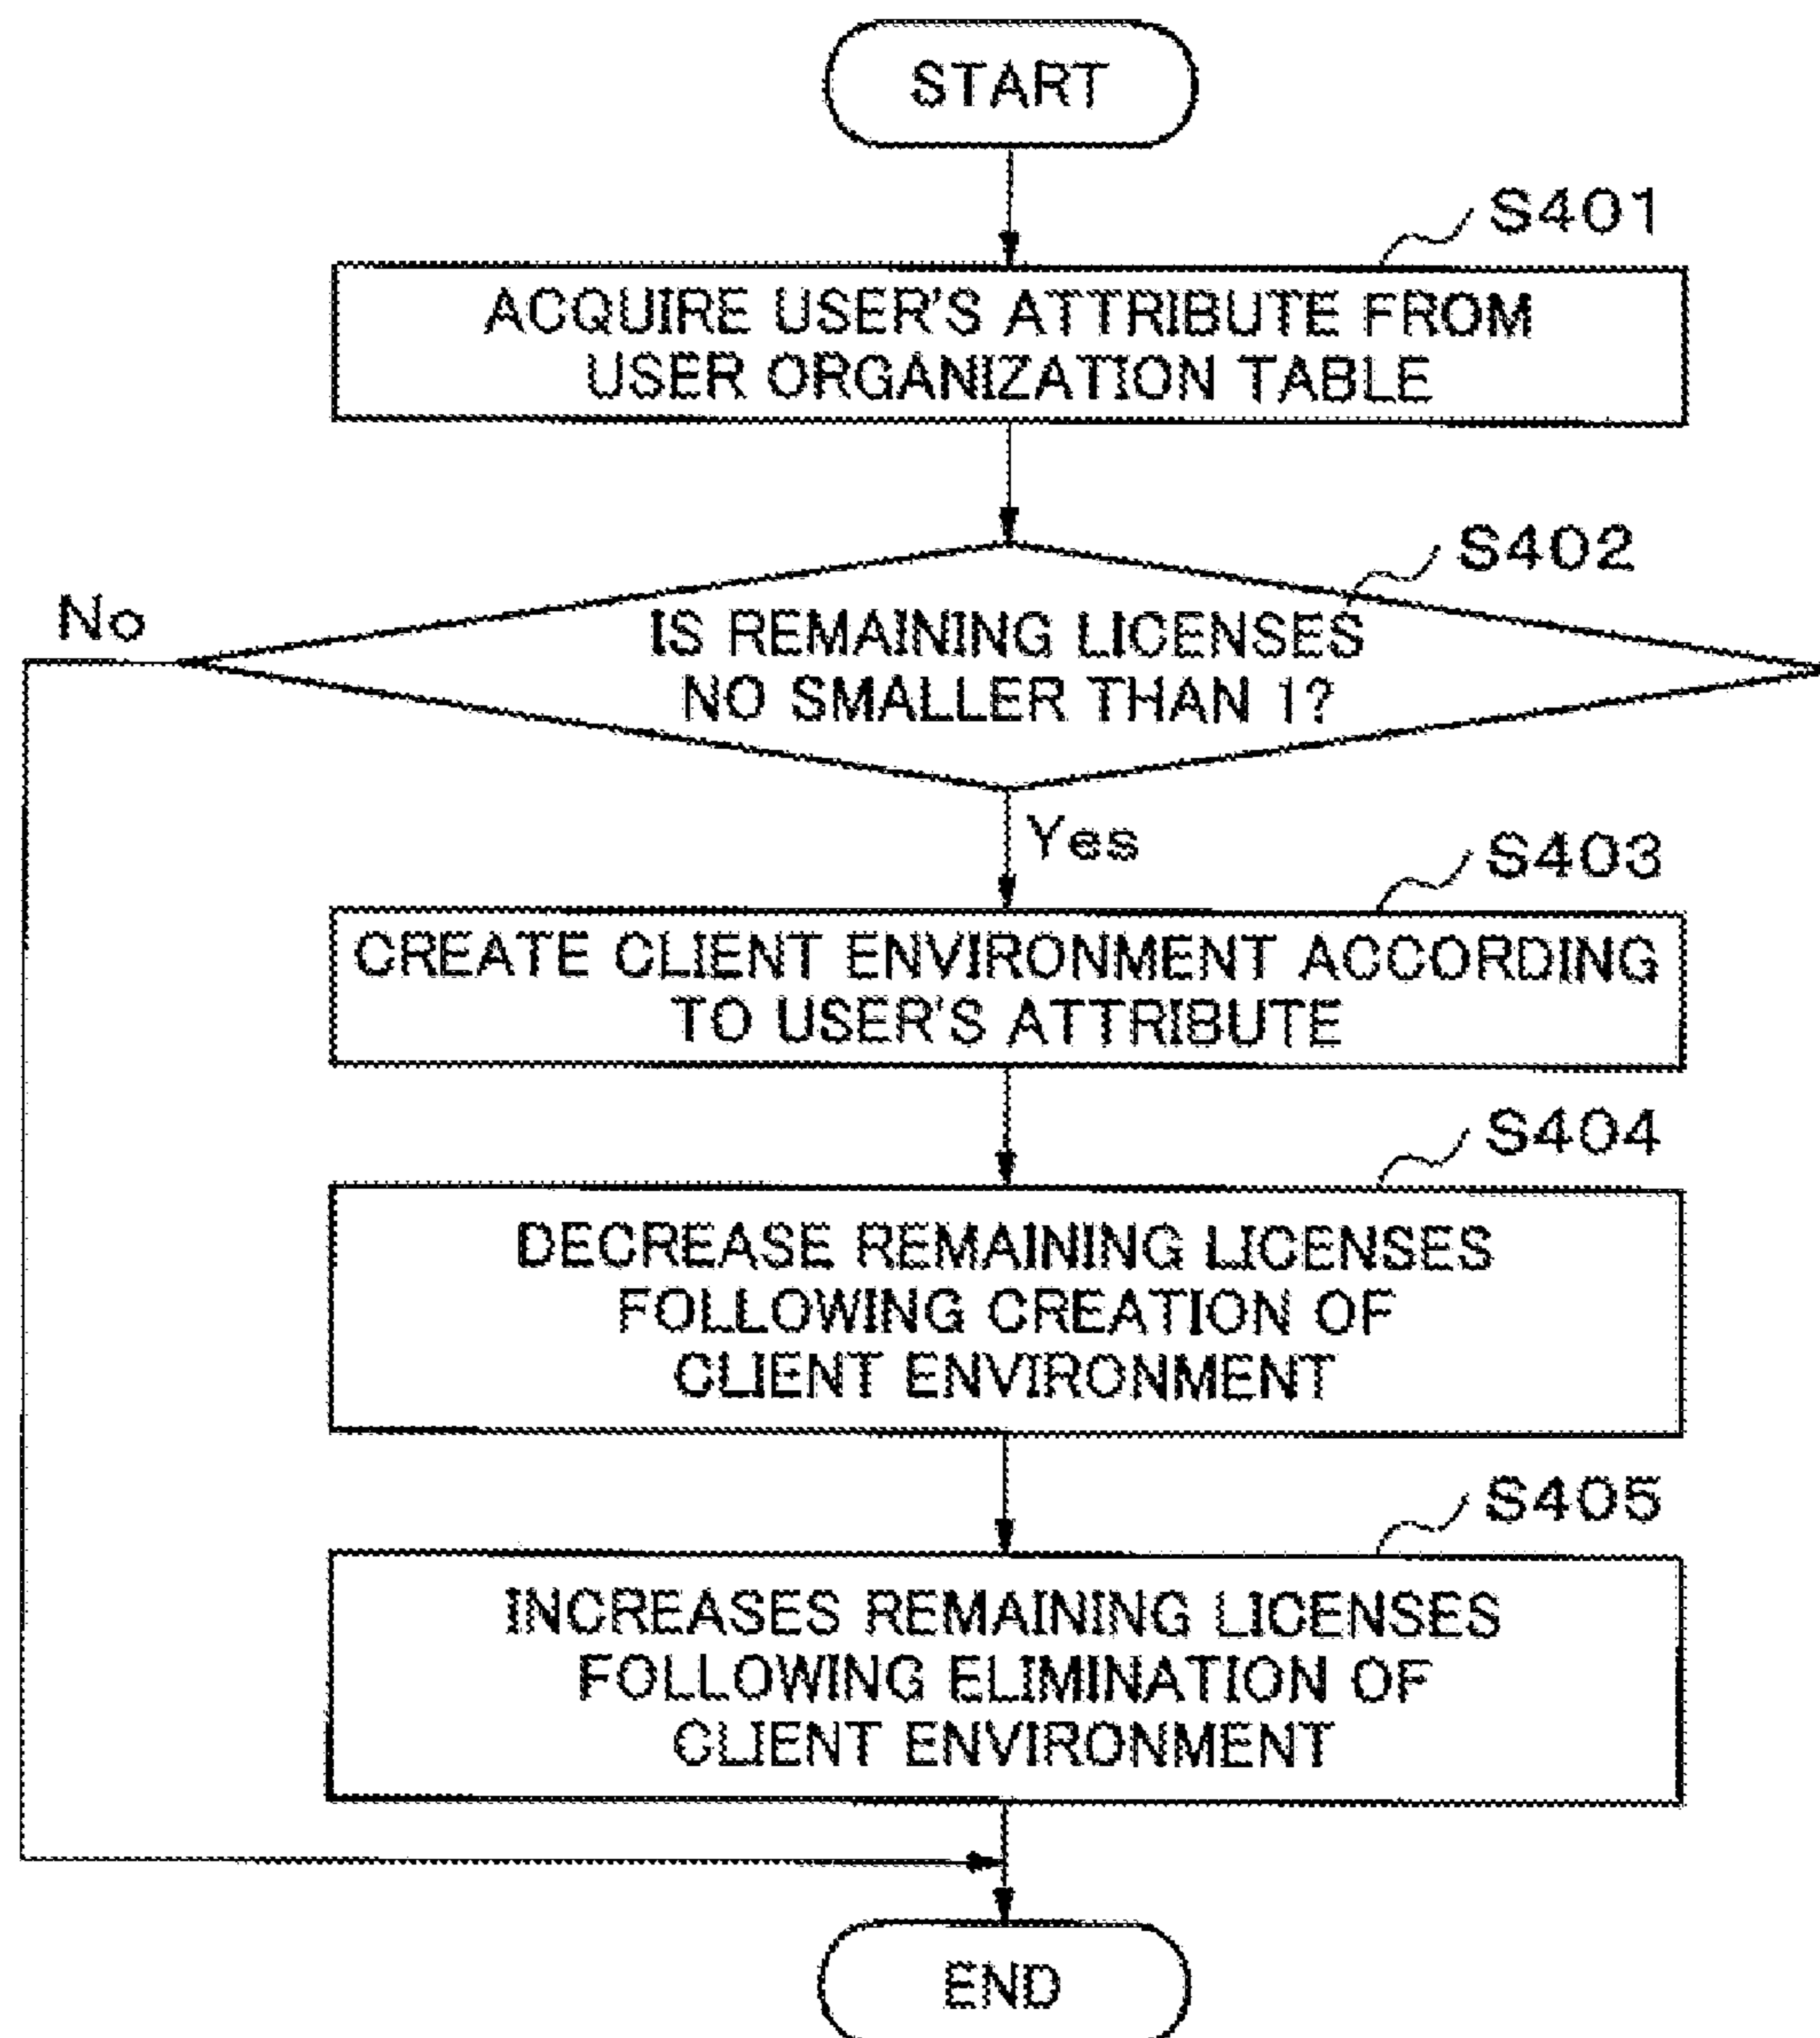 START
S401
ACQUIRE USER'S ATTRIBUTE FROM
USER ORGANIZATION TABLE
S402
No
IS REMAINING LICENSES
NO SMALLER THAN 1?
Yes
S403
CREATE CLIENT ENVIRONMENT ACCORDING
TO USER'S ATTRIBUTE
S404
DECREASE REMAINING LICENSES
FOLLOWING CREATION OF
CLIENT ENVIRONMENT
S405
INCREASES REMAINING LICENSES
FOLLOWING ELIMINATION OF
CLIENT ENVIRONMENT
END